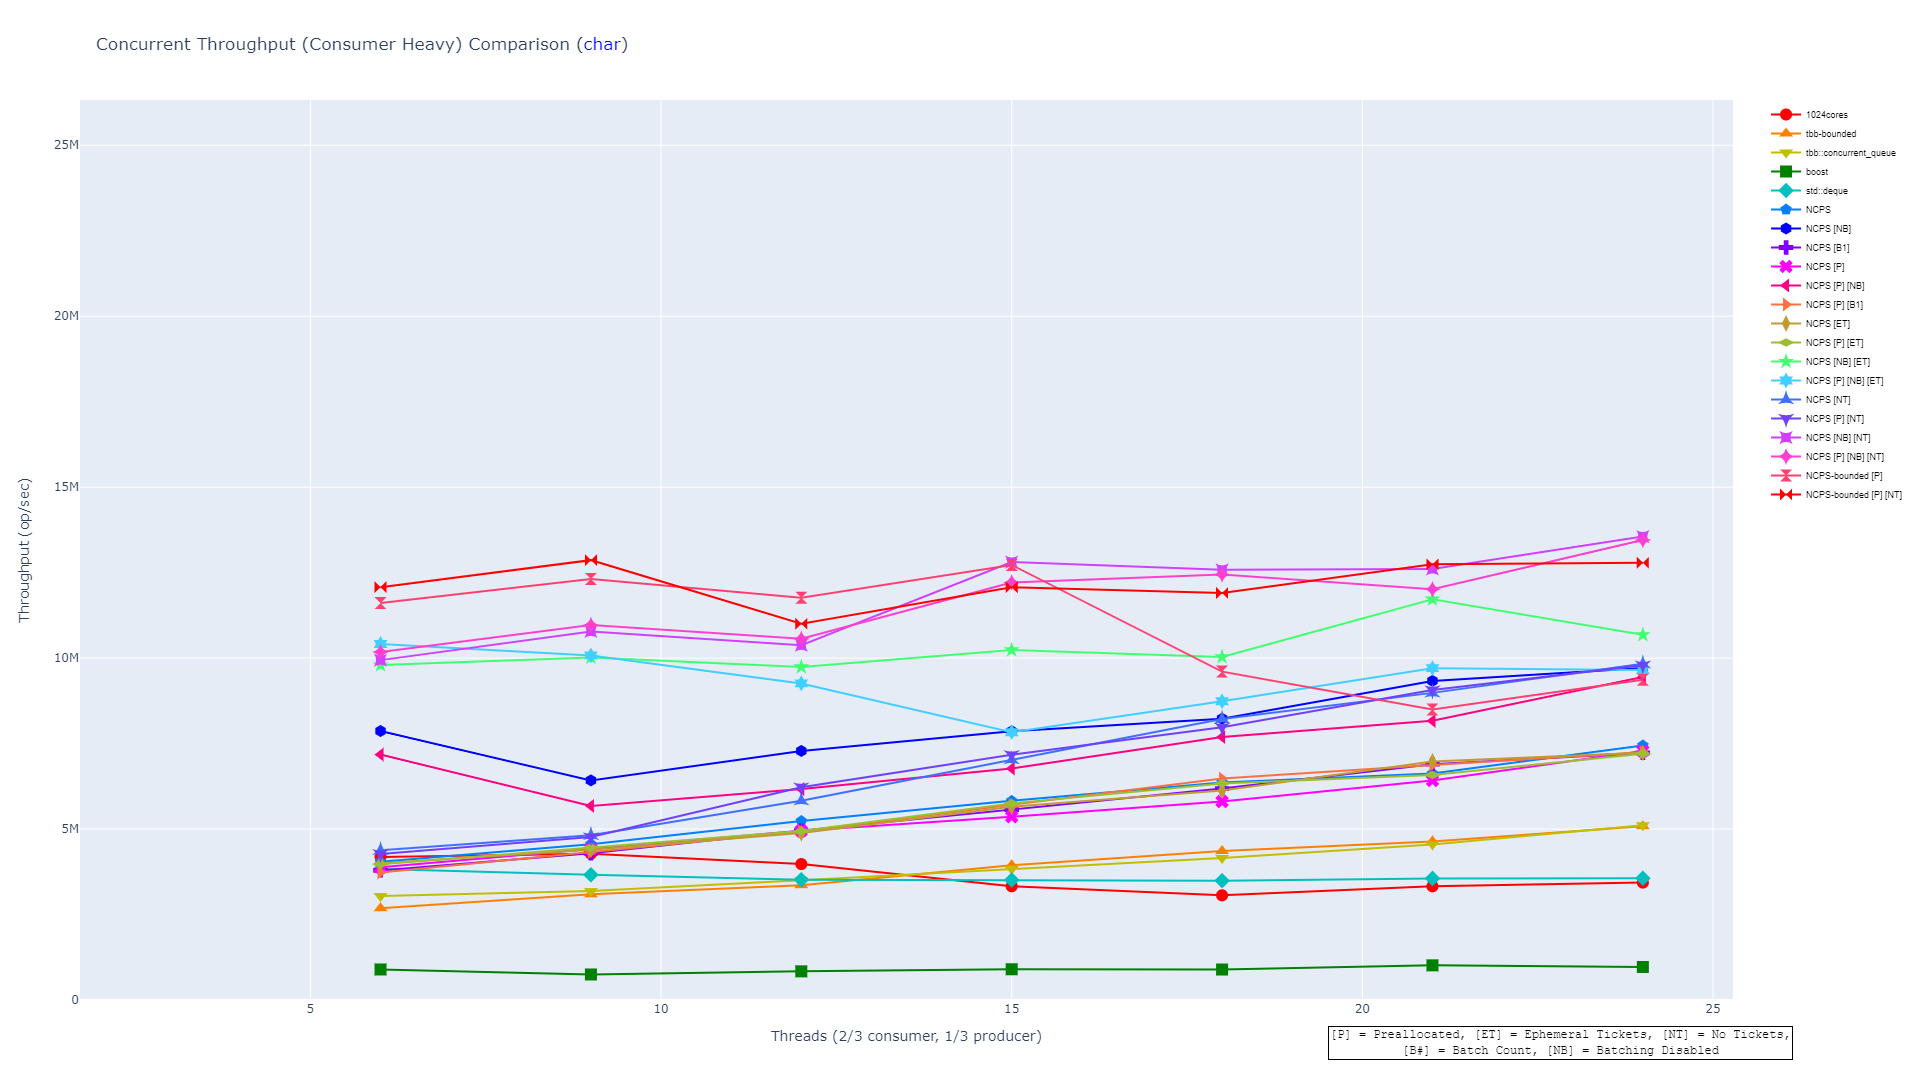 Concurrent Throughput (Consumer Heavy) Comparison (char)
25M
20M
15M
10M
5M
0
Throughput (op/sec)
5
10
15
20
25
Threads (2/3 consumer, 1/3 producer)
1024cores
tbb-bounded
tbb::concurrent_queue
boost
std::deque
NCPS
NCPS [NB]
NCPS [B1]
NCPS [P]
NCPS [P] [NB]
NCPS [P] [B1]
NCPS [ET]
NCPS [P] [ET]
NCPS [NB] [ET]
NCPS [P] [NB] [ET]
NCPS [NT]
NCPS [P] [NT]
NCPS [NB] [NT]
NCPS [P] [NB] [NT]
NCPS-bounded [P]
NCPS-bounded [P] [NT]
[P] = Preallocated, [ET] = Ephemeral Tickets, [NT] = No Tickets,
[B#] = Batch Count, [NB] = Batching Disabled